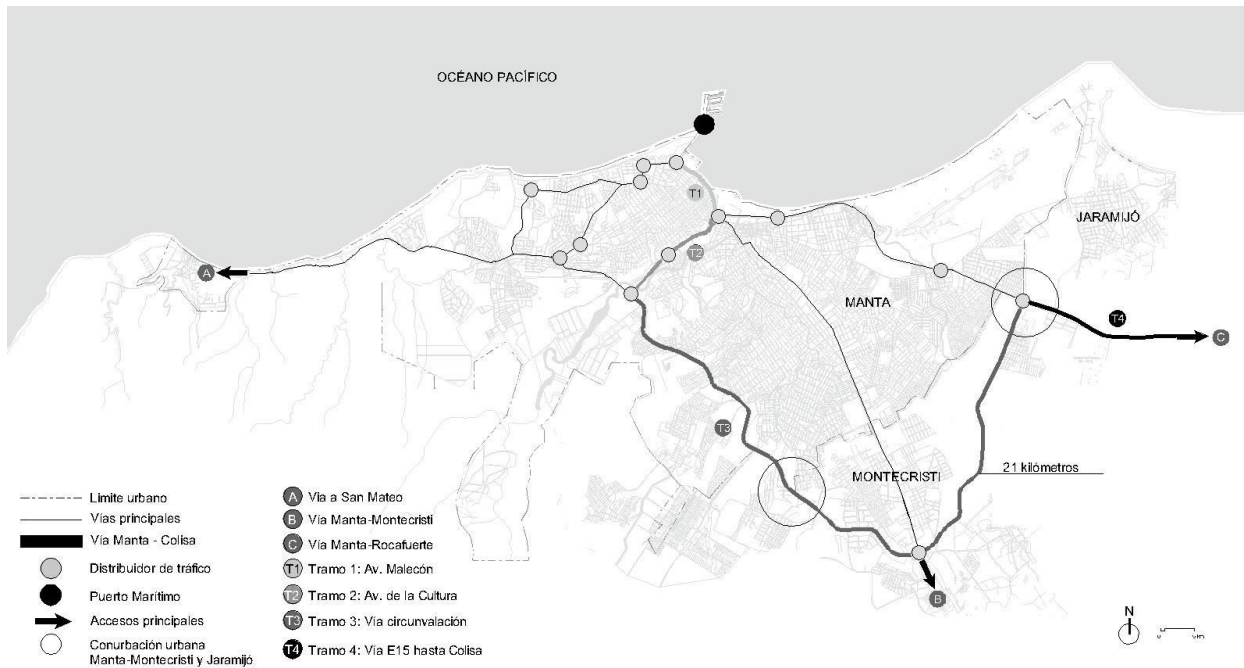 OCÉANO PACÍFICO
JARAMIJÓ
T1
T2
A
MANTA
T4
C
T3
21 kilómetros
MONTECRISTI
B
N
Limite urbano
Vías principales
Vía Manta - Colisa
Distribuidor de tráfico
Puerto Marítimo
Accesos principales
Conurbación urbana
Manta-Montecristi y Jaramijó
A Vía a San Mateo
B Vía Manta-Montecristi
C Vía Manta-Rocafuerte
T1 Tramo 1: Av. Malecón
T2 Tramo 2: Av. de la Cultura
T3 Tramo 3: Vía circunvalación
T4 Tramo 4: Vía E15 hasta Colisa